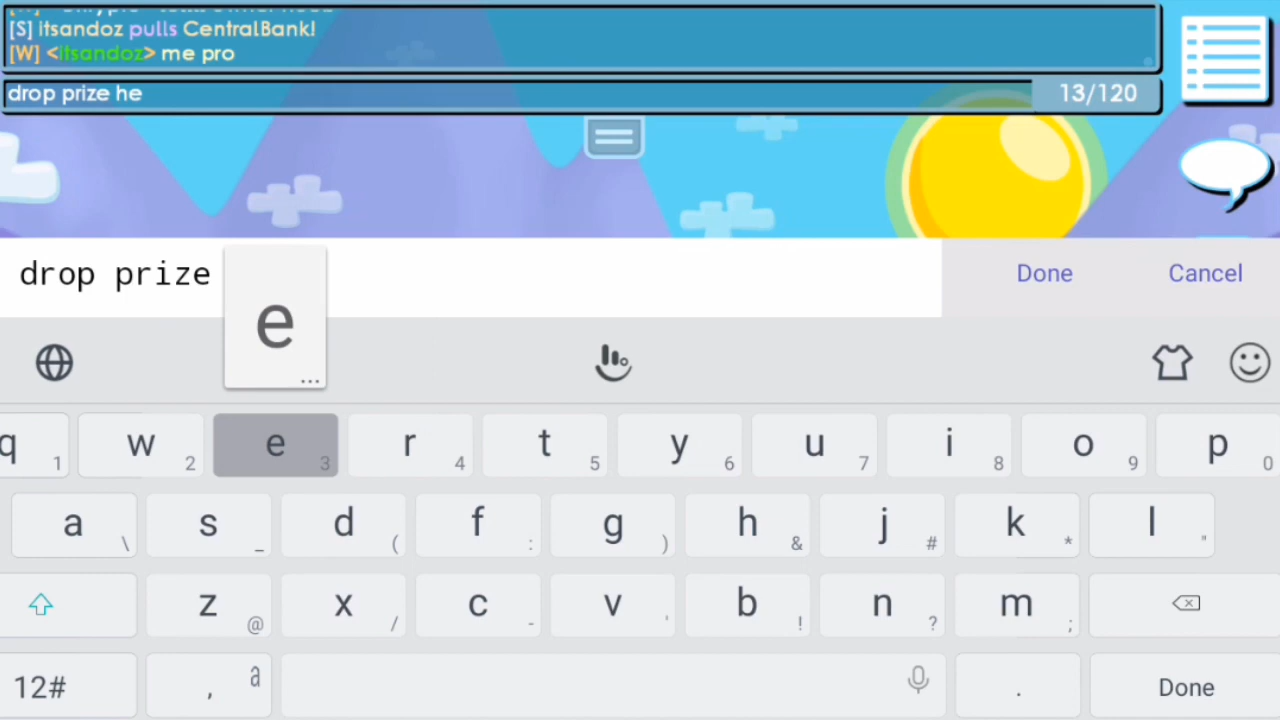 [S] itsandoz pulls CentralBank!
[W] <itsandoz> me pro
drop prize he
13/120
drop prize
e
...
Done
Cancel
q 1 w 2 e 3 r 4 t 5 y 6 u 7 i 8 o 9 p 0
a \ s _ d ( f : g ) h & j # k * l "
z @ x / c - v ' b ! n ? m ;
12# , a . Done